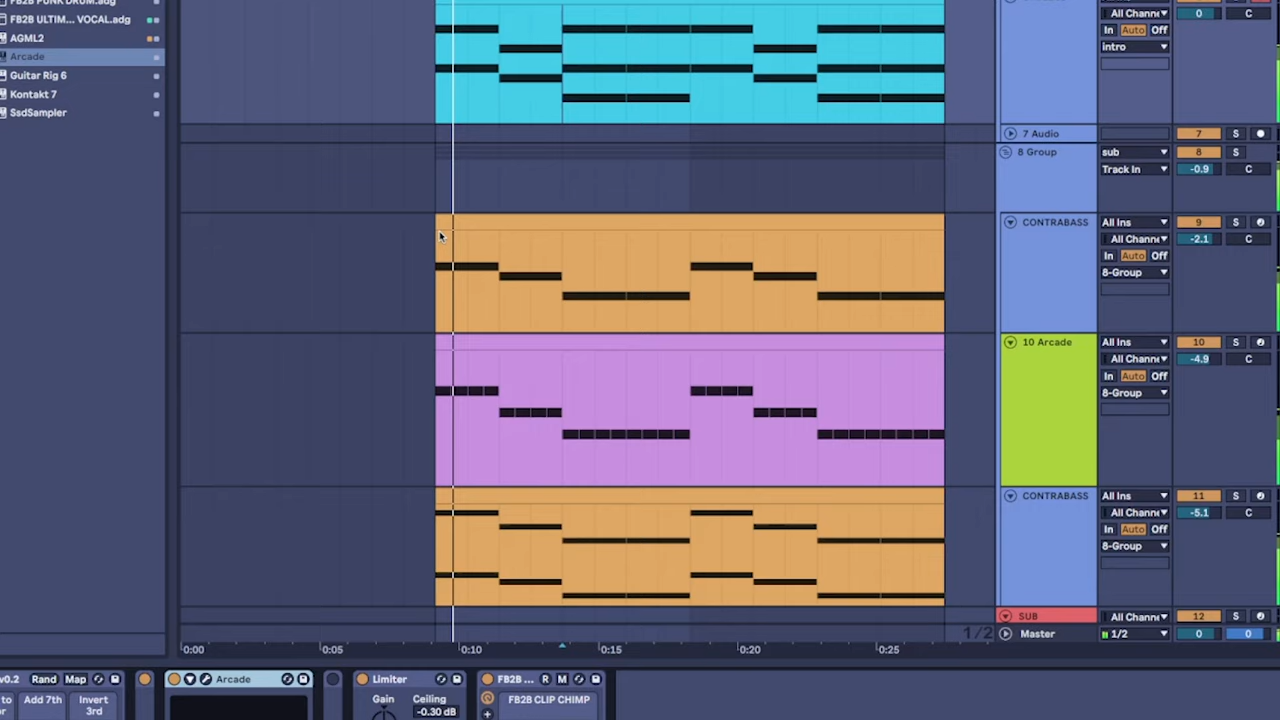 FB2B PUNK DRUM.adg
FB2B ULTIM... VOCAL.adg
AGML2
Arcade
Guitar Rig 6
Kontakt 7
SsdSampler
All Channe 0 C
In Auto Off
intro
7 Audio 7 S
8 Group sub 8 S
Track In -0.9 C
CONTRABASS All Ins 9 S
All Channe -2.1 C
In Auto Off
8-Group
10 Arcade All Ins 10 S
All Channe -4.9 C
In Auto Off
8-Group
CONTRABASS All Ins 11 S
All Channe -5.1 C
In Auto Off
8-Group
SUB All Channe 12 S
1/2 Master 1/2 0 0
0:00 0:05 0:10 0:15 0:20 0:25
v0.2 Rand Map Arcade Limiter FB2B ... R M
to Add 7th Invert Gain Ceiling FB2B CLIP CHIMP
or 3rd -0.30 dB